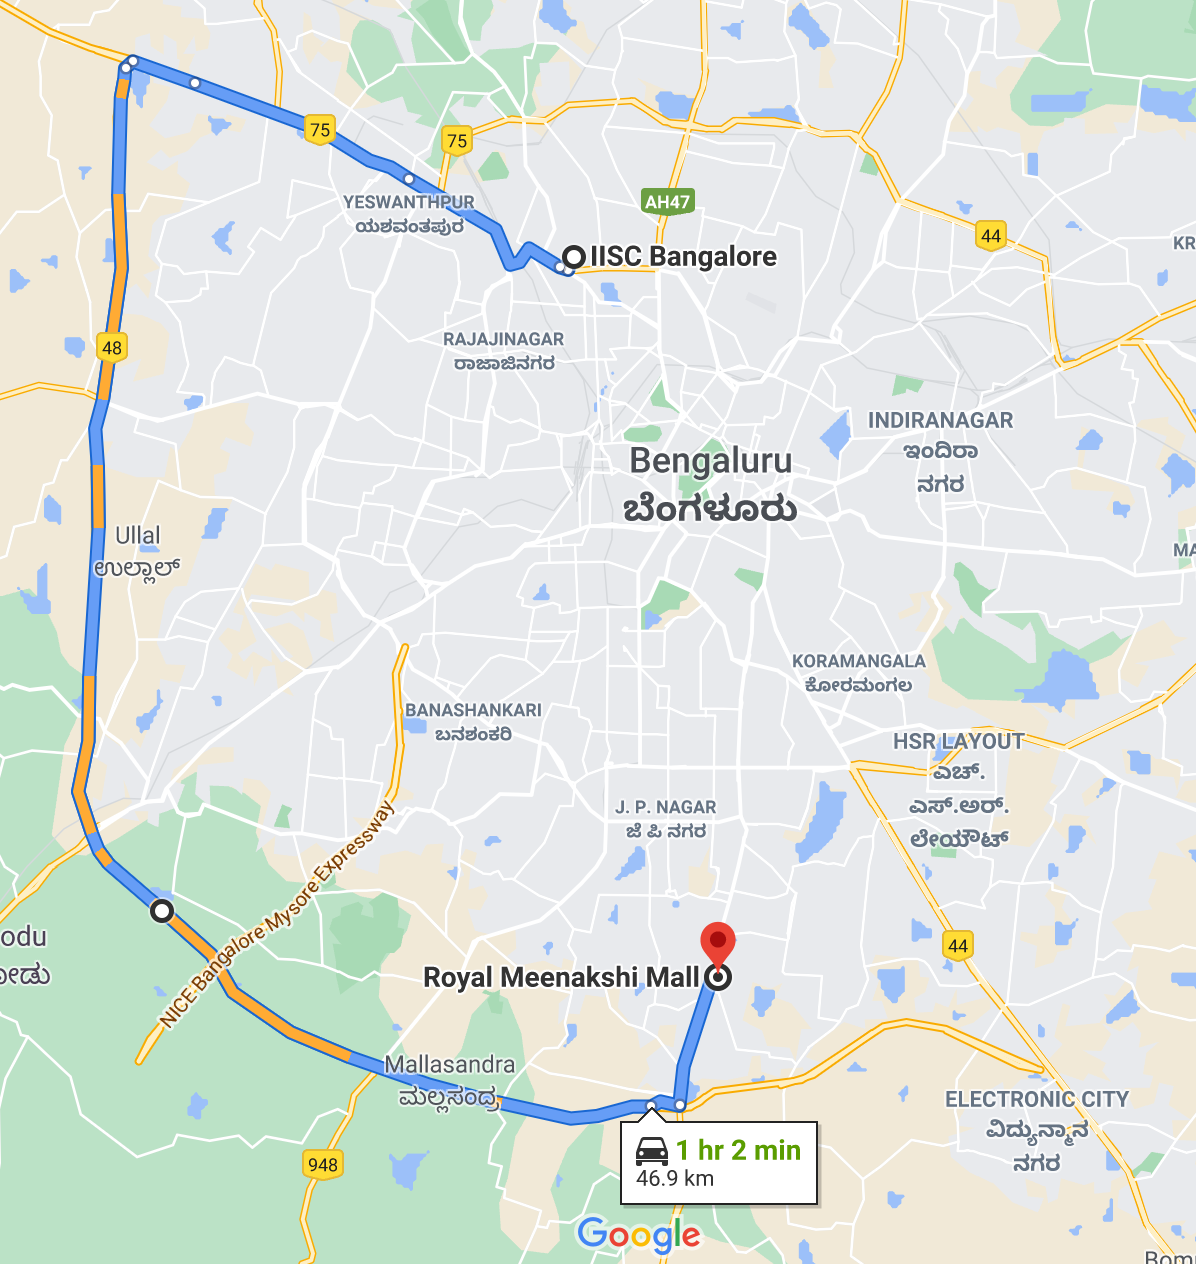 75
75
YESWANTHPUR
ಯಶವಂತಪುರ
AH47
44
KR
IISC Bangalore
48
RAJAJINAGAR
ರಾಜಾಜಿನಗರ
INDIRANAGAR
ಇಂದಿರಾ
ನಗರ
Bengaluru
ಬೆಂಗಳೂರು
Ullal
ಉಲ್ಲಾಲ್
MA
KORAMANGALA
ಕೋರಮಂಗಲ
BANASHANKARI
ಬನಶಂಕರಿ
HSR LAYOUT
ಎಚ್.
ಎಸ್.ಅರ್.
ಲೇಯೌಟ್
J. P. NAGAR
ಜೆ ಪಿ ನಗರ
NICE Bangalore Mysore Expressway
odu
ೋಡು
44
Royal Meenakshi Mall
Mallasandra
ಮಲ್ಲಸಂದ್ರ
ELECTRONIC CITY
ವಿದ್ಯುನ್ಮಾನ
ನಗರ
1 hr 2 min
46.9 km
948
Google
Bom